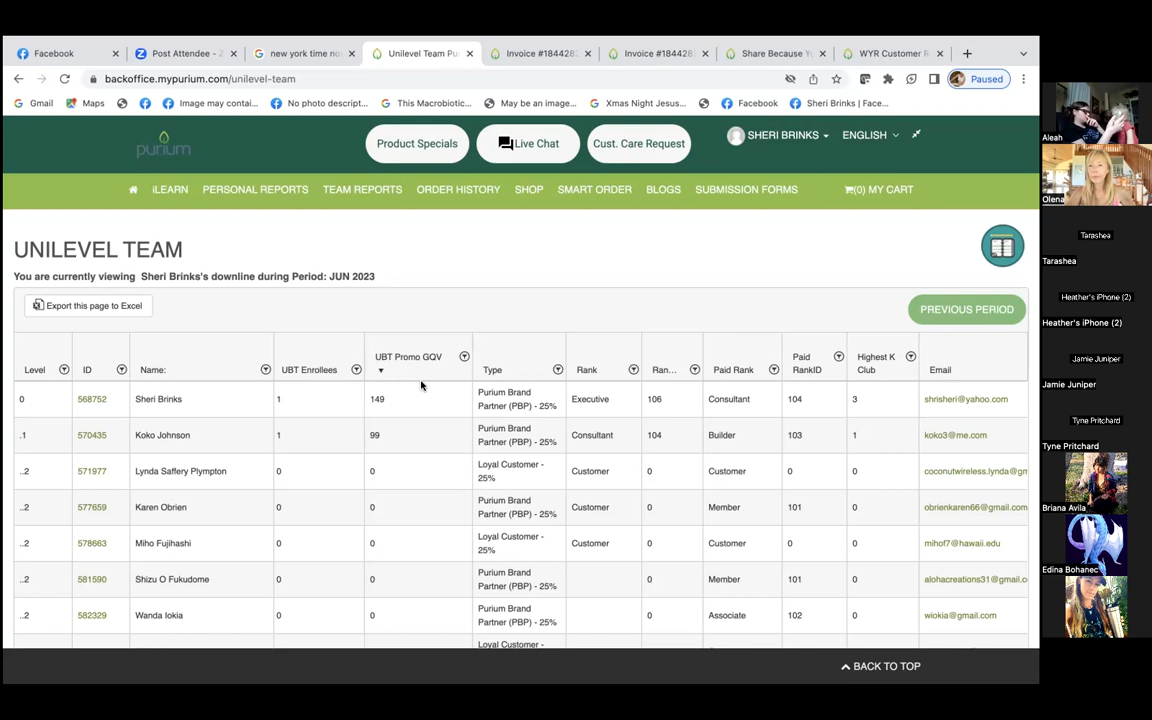 Facebook
Post Attendee - Z
new york time no
Unilevel Team Pu
Invoice #184428
Invoice #184428
Share Because Y
WYR Customer R
backoffice.mypurium.com/unilevel-team
Paused
Gmail
Maps
Image may contai...
No photo descript...
This Macrobiotic...
May be an image...
Xmas Night Jesus...
Facebook
Sheri Brinks | Face...
purium
Product Specials
Live Chat
Cust. Care Request
SHERI BRINKS
ENGLISH
iLEARN
PERSONAL REPORTS
TEAM REPORTS
ORDER HISTORY
SHOP
SMART ORDER
BLOGS
SUBMISSION FORMS
(0) MY CART
UNILEVEL TEAM
You are currently viewing Sheri Brinks's downline during Period: JUN 2023
Export this page to Excel
PREVIOUS PERIOD
Level ID Name: UBT Enrollees UBT Promo GQV Type Rank Ran... Paid Rank Paid RankID Highest K Club Email
0 568752 Sheri Brinks 1 149 Purium Brand Partner (PBP) - 25% Executive 106 Consultant 104 3 shrisheri@yahoo.com
.1 570435 Koko Johnson 1 99 Purium Brand Partner (PBP) - 25% Consultant 104 Builder 103 1 koko3@me.com
..2 571977 Lynda Saffery Plympton 0 0 Loyal Customer - 25% Customer 0 Customer 0 0 coconutwireless.lynda@gm
..2 577659 Karen Obrien 0 0 Purium Brand Partner (PBP) - 25% Customer 0 Member 101 0 obrienkaren66@gmail.com
..2 578663 Miho Fujihashi 0 0 Loyal Customer - 25% Customer 0 Customer 0 0 mihof7@hawaii.edu
..2 581590 Shizu O Fukudome 0 0 Purium Brand Partner (PBP) - 25% 0 Member 101 0 alohacreations31@gmail.c
..2 582329 Wanda Iokia 0 0 Purium Brand Partner (PBP) - 25% 0 Associate 102 0 wiokia@gmail.com
Loyal Customer -
BACK TO TOP
Aleah
Olena
Tarashea
Tarashea
Heather's iPhone (2)
Heather's iPhone (2)
Jamie Juniper
Jamie Juniper
Tyne Pritchard
Tyne Pritchard
Briana Avila
Edina Bohanec